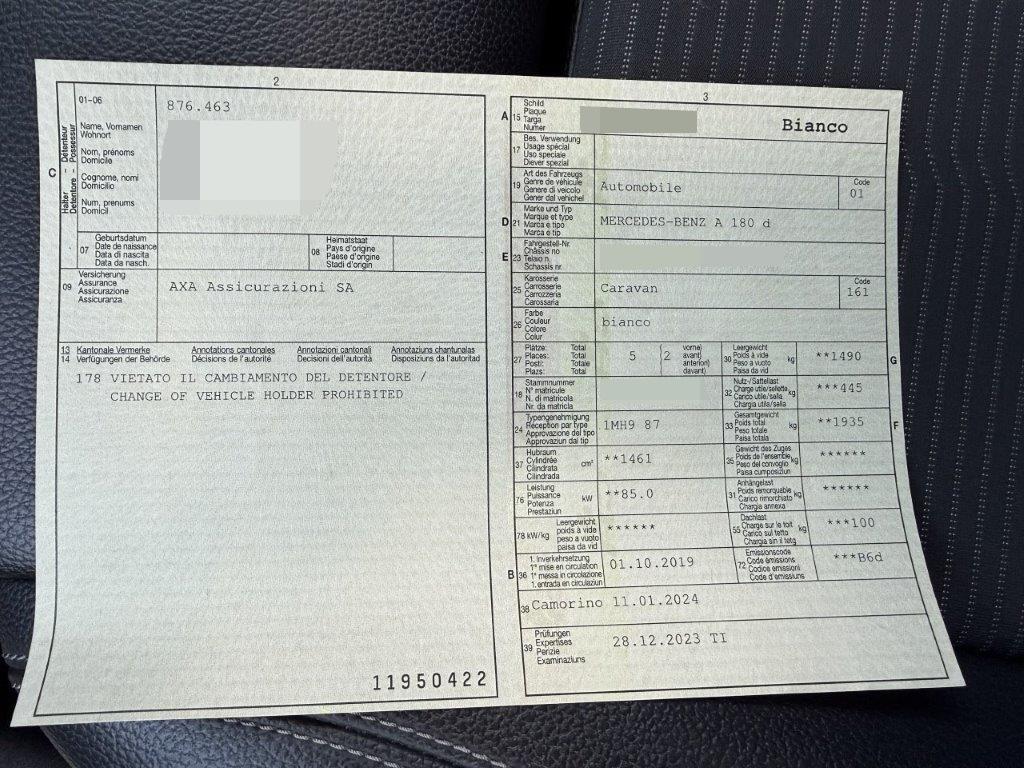 2
01-06
876.463
C
Halter - Détenteur
Detentore - Possessur
Name, Vornamen
Wohnort
Nom, prénoms
Domicile
Cognome, nomi
Domicilio
Num, prenums
Domicil
07
Geburtsdatum
Date de naissance
Data di nascita
Data da nasch.
08
Heimatstaat
Pays d'origine
Paese d'origine
Stadi d'origin
09
Versicherung
Assurance
Assicurazione
Assicuranza
AXA Assicurazioni SA
13 Kantonale Vermerke Annotations cantonales Annotazioni cantonali Annotaziuns chantunalas
14 Verfügungen der Behörde Décisions de l'autorité Decisioni dell'autorità Disposiziuns da l'autoritad
178 VIETATO IL CAMBIAMENTO DEL DETENTORE /
CHANGE OF VEHICLE HOLDER PROHIBITED
11950422
3
A 15
Schild
Plaque
Targa
Numer
Bianco
17
Bes. Verwendung
Usage spécial
Uso speciale
Diever spezial
19
Art des Fahrzeugs
Genre de véhicule
Genere di veicolo
Gener dal vehichel
Automobile
Code
01
D 21
Marke und Typ
Marque et type
Marca e tipo
Marca e tip
MERCEDES-BENZ A 180 d
E 23
Fahrgestell-Nr.
Châssis no
Telaio n.
Schassis nr.
25
Karosserie
Carrosserie
Carrozzeria
Carossaria
Caravan
Code
161
26
Farbe
Couleur
Colore
Colur
bianco
27
Plätze: Total
Places: Total
Posti: Totale
Plazs: Total
5
2
vorne)
avant)
anteriori)
davant)
30
Leergewicht
Poids à vide
Peso a vuoto
Paisa da vid
kg
**1490
G
18
Stammnummer
N° matricule
N. di matricola
Nr. da matricla
32
Nutz-/Sattellast
Charge utile/sellette
Carico utile/salla
Chargia utila/sella
kg
***445
24
Typengenehmigung
Réception par type
Approvazione del tipo
Approvaziun dal tip
1MH9 87
33
Gesamtgewicht
Poids total
Peso totale
Paisa totala
kg
**1935
F
37
Hubraum
Cylindrée
Cilindrata
Cilindrada
cm³
**1461
35
Gewicht des Zuges
Poids de l'ensemble
Peso del convoglio
Paisa cumposiziun
kg
******
76
Leistung
Puissance
Potenza
Prestaziun
kW
**85.0
31
Anhängelast
Poids remorquable
Carico rimorchiato
Chargia annexa
kg
******
78 kW/kg
Leergewicht
poids à vide
peso a vuoto
paisa da vid
******
55
Dachlast
Charge sur le toit
Carico sul tetto
Chargia sin il tetg
kg
***100
B 36
1. Inverkehrsetzung
1re mise en circulation
1a messa in circolazione
1. entrada en circulaziun
01.10.2019
72
Emissionscode
Code émissions
Codice emissioni
Code d'emissiuns
***B6d
38
Camorino 11.01.2024
39
Prüfungen
Expertises
Perizie
Examinaziuns
28.12.2023 TI